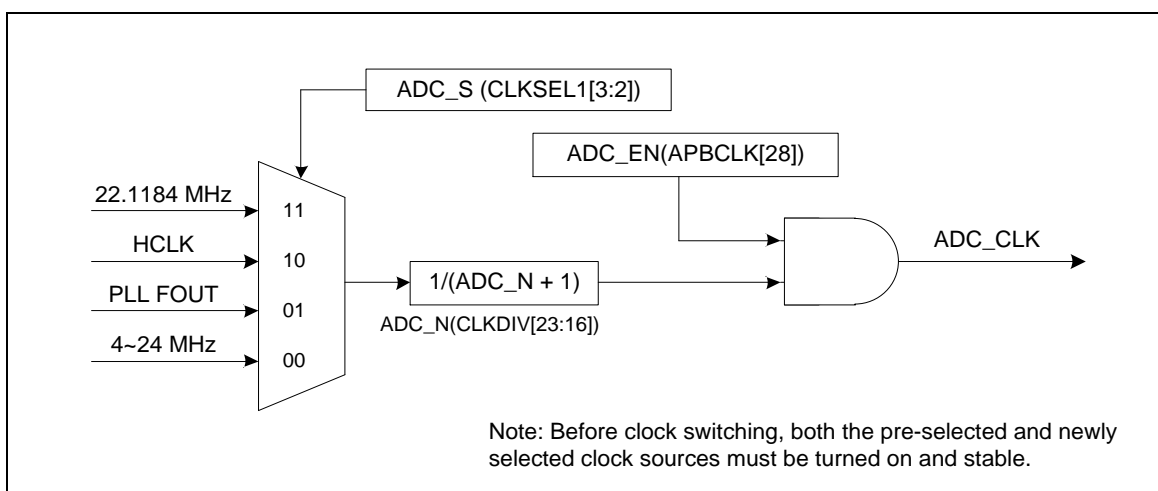 ADC_S (CLKSEL1[3:2])
ADC_EN(APBCLK[28])
22.1184 MHz
11
HCLK
10
PLL FOUT
01
4~24 MHz
00
1/(ADC_N + 1)
ADC_N(CLKDIV[23:16])
ADC_CLK
Note: Before clock switching, both the pre-selected and newly
selected clock sources must be turned on and stable.